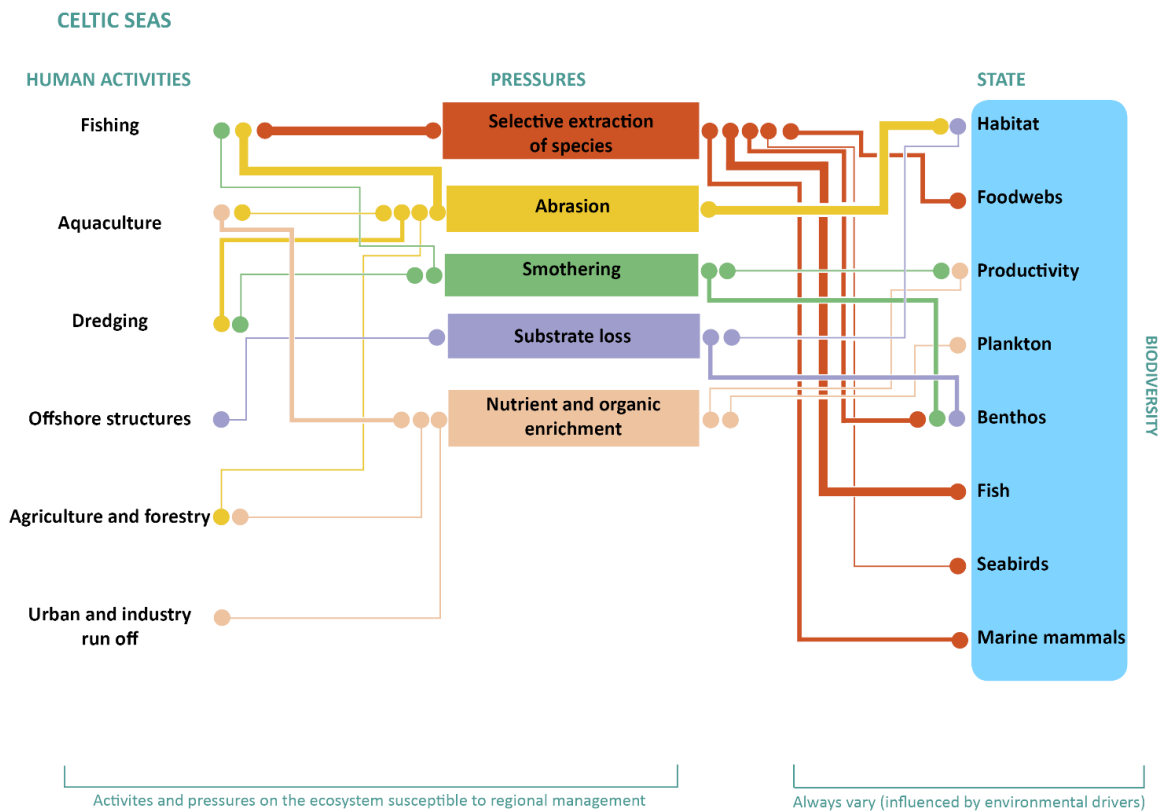 CELTIC SEAS
HUMAN ACTIVITIES
PRESSURES
STATE
Fishing
Aquaculture
Dredging
Offshore structures
Agriculture and forestry
Urban and industry
run off
Selective extraction
of species
Abrasion
Smothering
Substrate loss
Nutrient and organic
enrichment
Habitat
Foodwebs
Productivity
Plankton
Benthos
Fish
Seabirds
Marine mammals
BIODIVERSITY
Activites and pressures on the ecosystem susceptible to regional management
Always vary (influenced by environmental drivers)